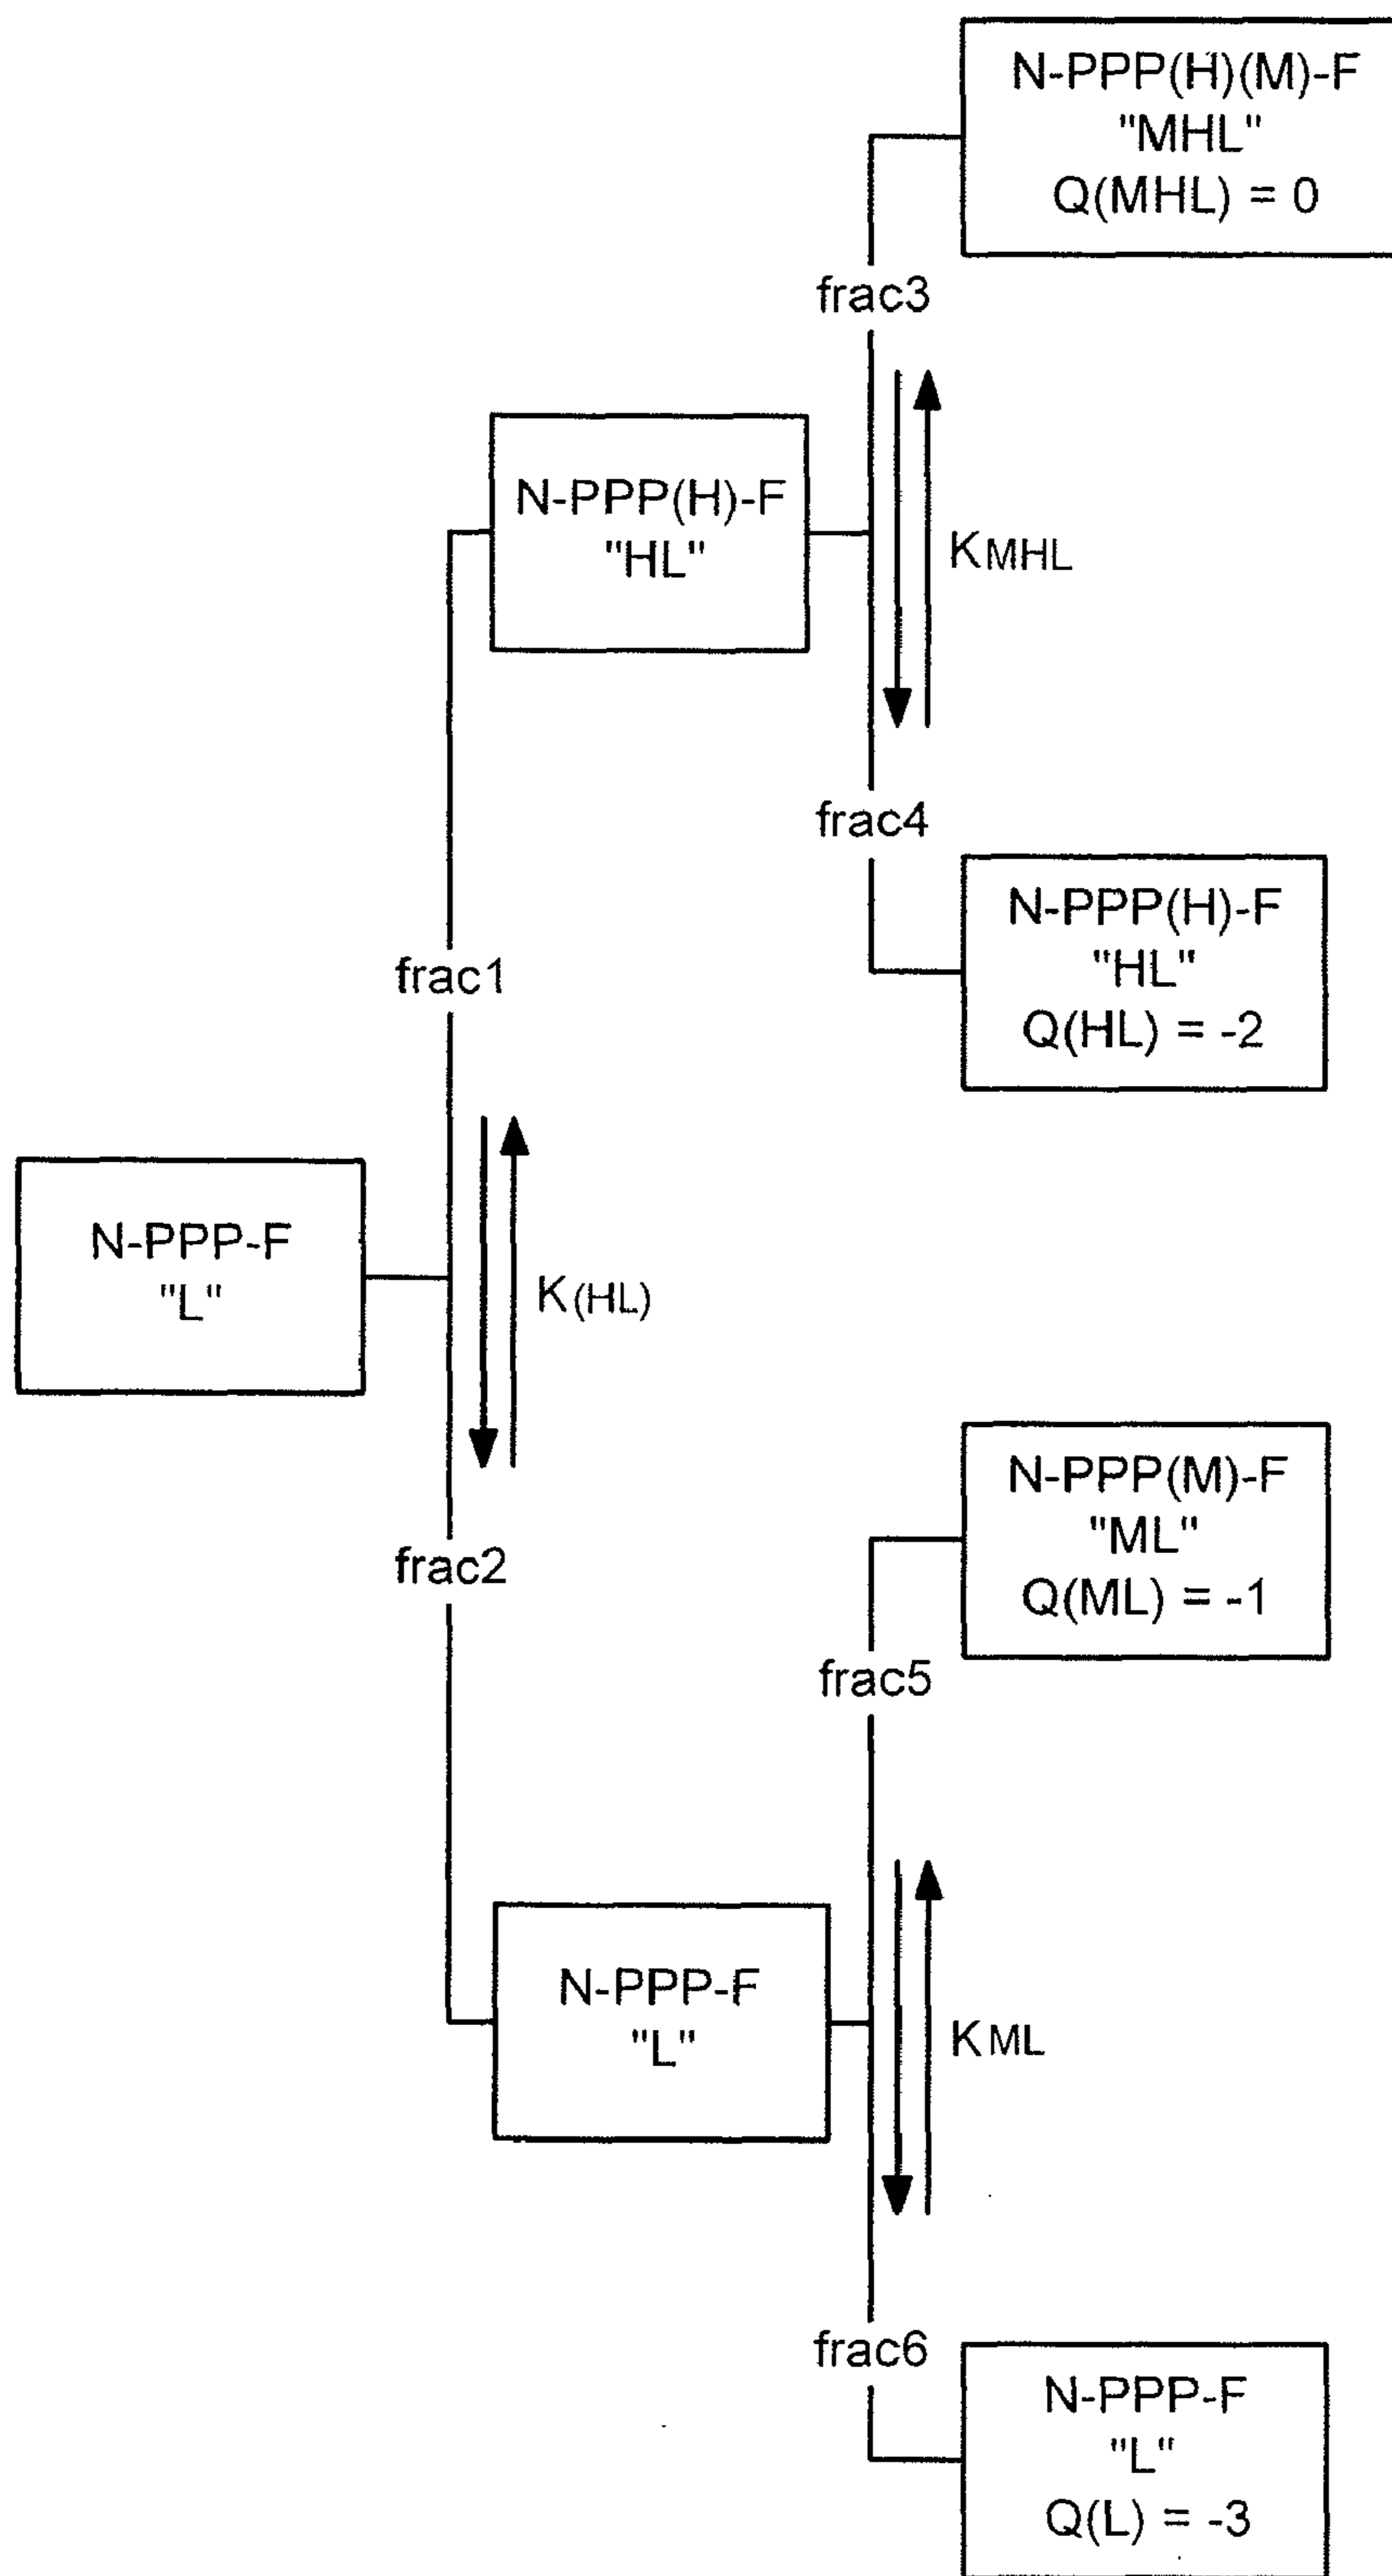 N-PPP(H)(M)-F
"MHL"
Q(MHL) = 0
frac3
N-PPP(H)-F
"HL"
KMHL
frac4
N-PPP(H)-F
"HL"
Q(HL) = -2
frac1
N-PPP-F
"L"
K(HL)
frac2
N-PPP(M)-F
"ML"
Q(ML) = -1
frac5
N-PPP-F
"L"
KML
frac6
N-PPP-F
"L"
Q(L) = -3